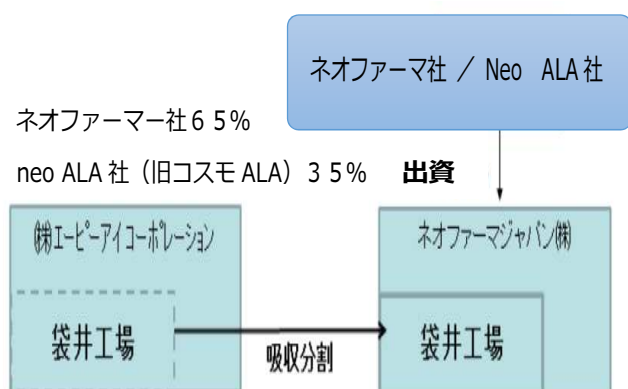 ネオファーマ社 / Neo ALA 社
ネオファーマー社65%
neo ALA 社(旧コスモ ALA)35% 出資
㈱エーピーアイコーポレーション
ネオファーマジャパン㈱
袋井工場
吸収分割
袋井工場